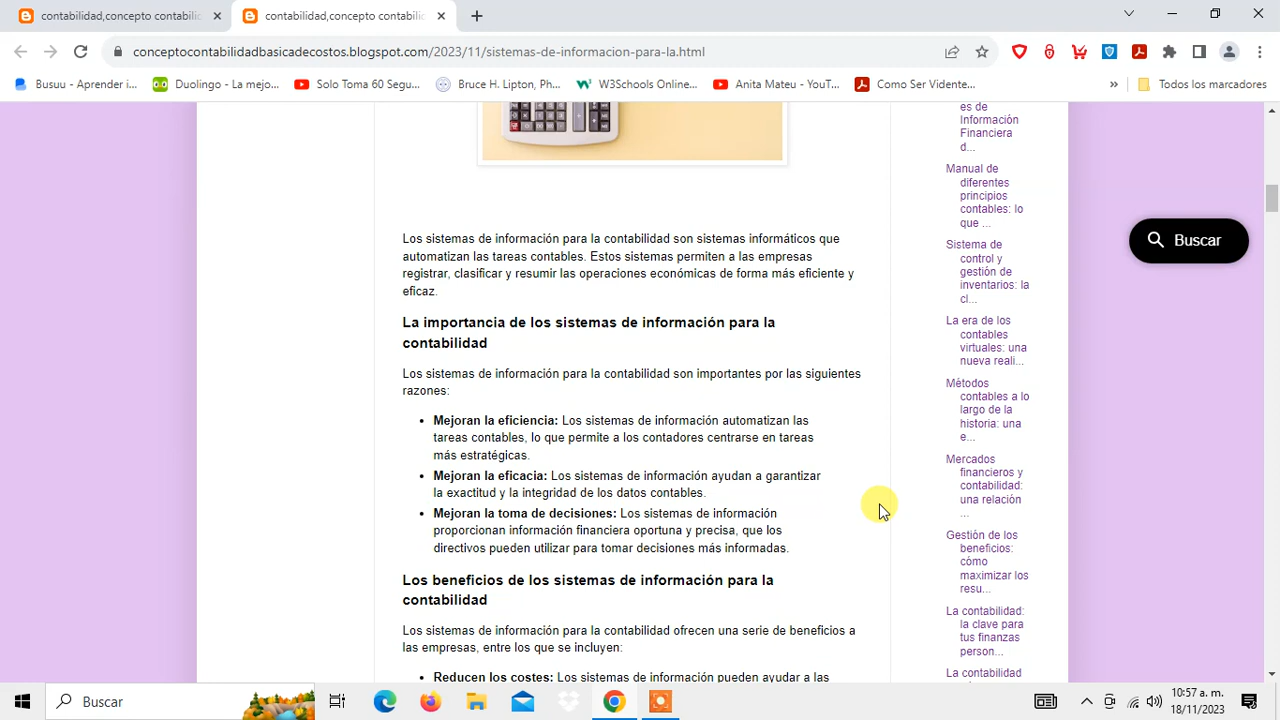 contabilidad,concepto contabilid
contabilidad,concepto contabilid
conceptocontabilidadbasicadecostos.blogspot.com/2023/11/sistemas-de-informacion-para-la.html
Busuu - Aprender i...
Duolingo - La mejo...
Solo Toma 60 Segu...
Bruce H. Lipton, Ph...
W3Schools Online...
Anita Mateu - YouT...
Como Ser Vidente...
»
Todos los marcadores
Los sistemas de información para la contabilidad son sistemas informáticos que
automatizan las tareas contables. Estos sistemas permiten a las empresas
registrar, clasificar y resumir las operaciones económicas de forma más eficiente y
eficaz.
La importancia de los sistemas de información para la
contabilidad
Los sistemas de información para la contabilidad son importantes por las siguientes
razones:
• Mejoran la eficiencia: Los sistemas de información automatizan las
tareas contables, lo que permite a los contadores centrarse en tareas
más estratégicas.
• Mejoran la eficacia: Los sistemas de información ayudan a garantizar
la exactitud y la integridad de los datos contables.
• Mejoran la toma de decisiones: Los sistemas de información
proporcionan información financiera oportuna y precisa, que los
directivos pueden utilizar para tomar decisiones más informadas.
Los beneficios de los sistemas de información para la
contabilidad
Los sistemas de información para la contabilidad ofrecen una serie de beneficios a
las empresas, entre los que se incluyen:
• Reducen los costes: Los sistemas de información pueden ayudar a las
es de
Información
Financiera
d...
Manual de
diferentes
principios
contables: lo
que ...
Sistema de
control y
gestión de
inventarios: la
cl...
La era de los
contables
virtuales: una
nueva reali...
Métodos
contables a lo
largo de la
historia: una
e...
Mercados
financieros y
contabilidad:
una relación
...
Gestión de los
beneficios:
cómo
maximizar los
resu...
La contabilidad:
la clave para
tus finanzas
person...
La contabilidad
Buscar
Buscar
10:57 a. m.
18/11/2023